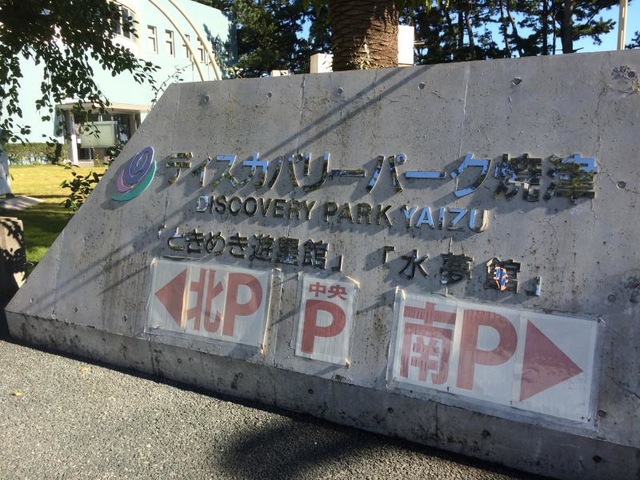 ディスカバリーパーク焼津
DISCOVERY PARK YAIZU
「ときめき遊星館」 「水夢館」
北P
中央
P
南P